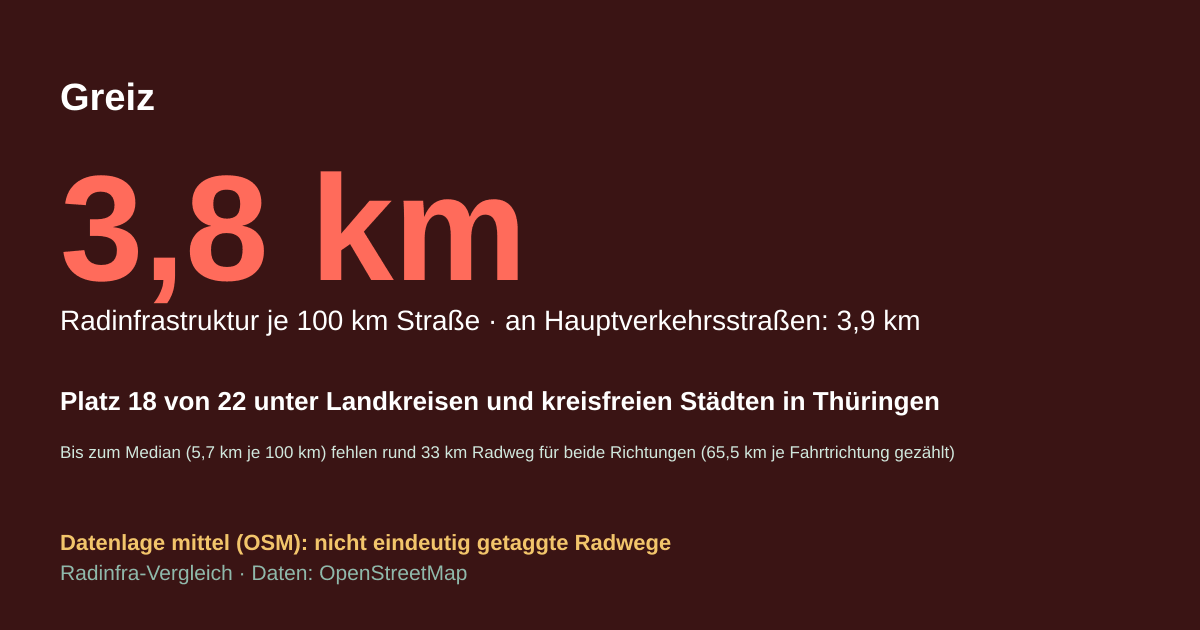 Greiz
3,8 km
Radinfrastruktur je 100 km Straße · an Hauptverkehrsstraßen: 3,9 km
Platz 18 von 22 unter Landkreisen und kreisfreien Städten in Thüringen
Bis zum Median (5,7 km je 100 km) fehlen rund 33 km Radweg für beide Richtungen (65,5 km je Fahrtrichtung gezählt)
Datenlage mittel (OSM): nicht eindeutig getaggte Radwege
Radinfra-Vergleich · Daten: OpenStreetMap